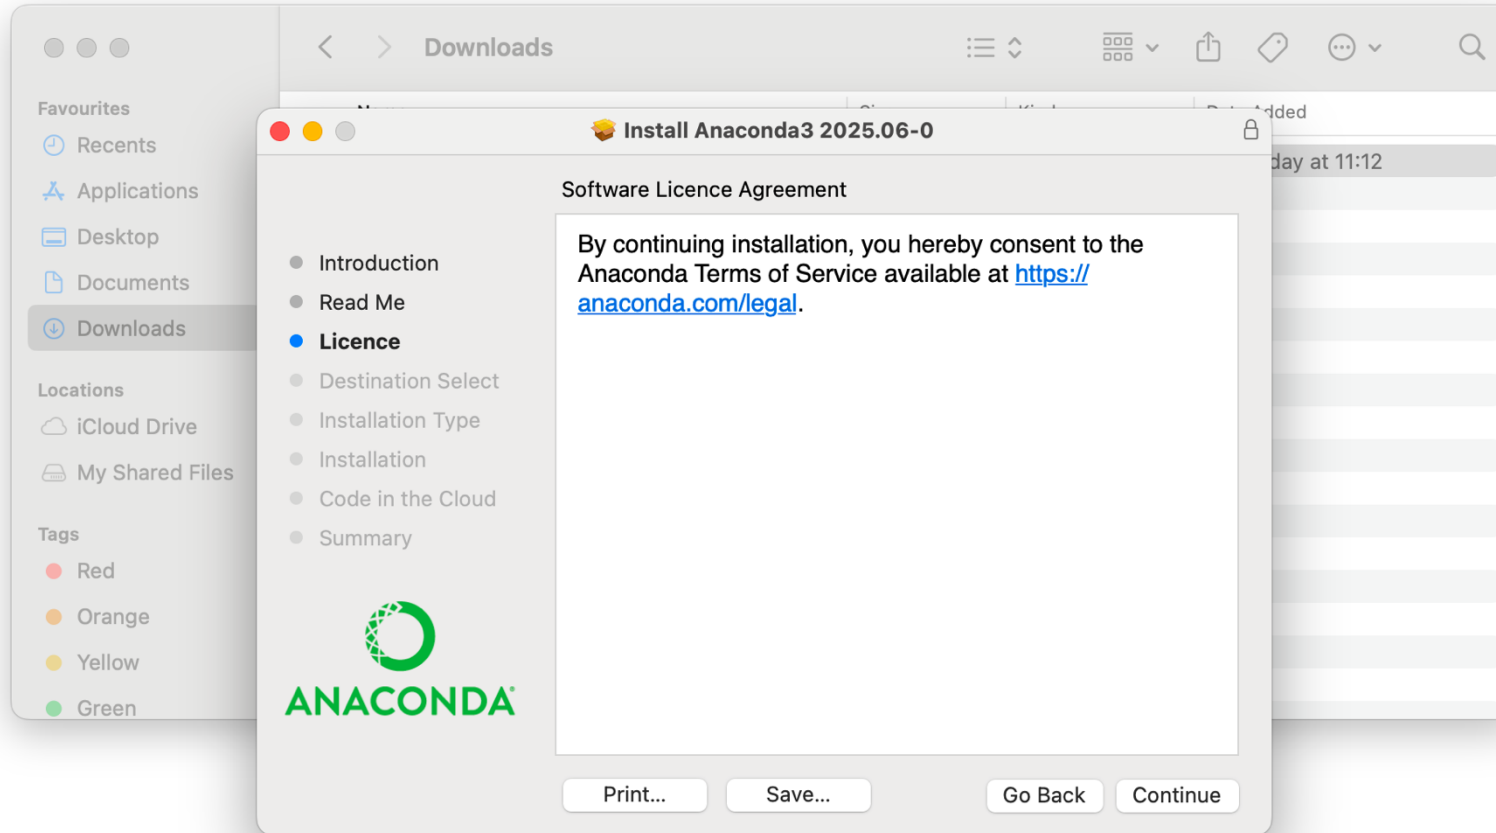 Downloads
Favourites
Recents
Applications
Desktop
Documents
Downloads
Locations
iCloud Drive
My Shared Files
Tags
Red
Orange
Yellow
Green
Added
day at 11:12
Install Anaconda3 2025.06-0
Introduction
Read Me
Licence
Destination Select
Installation Type
Installation
Code in the Cloud
Summary
ANACONDA
Software Licence Agreement
By continuing installation, you hereby consent to the
Anaconda Terms of Service available at https://
anaconda.com/legal.
Print... Save... Go Back Continue